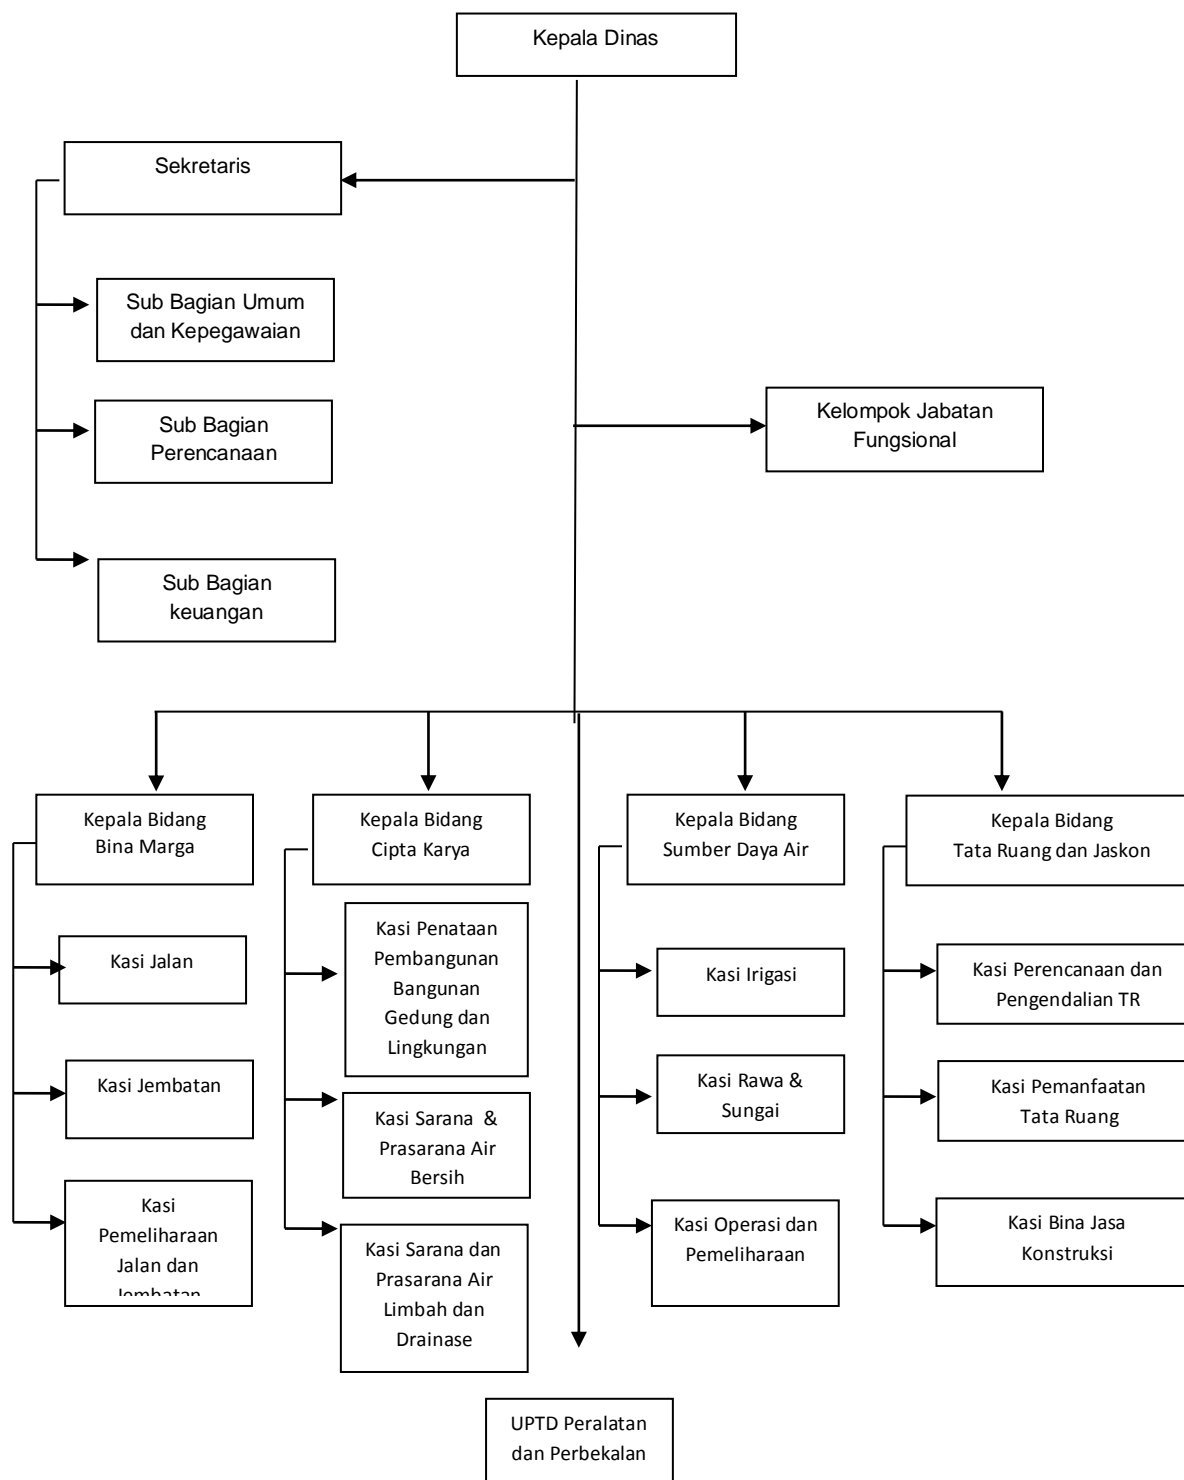 Kepala Dinas
Sekretaris
Sub Bagian Umum
dan Kepegawaian
Sub Bagian
Perencanaan
Kelompok Jabatan
Fungsional
Sub Bagian
keuangan
Kepala Bidang
Bina Marga
Kepala Bidang
Cipta Karya
Kepala Bidang
Sumber Daya Air
Kepala Bidang
Tata Ruang dan Jaskon
Kasi Jalan
Kasi Jembatan
Kasi
Pemeliharaan
Jalan dan
Jembatan
Kasi Penataan
Pembangunan
Bangunan
Gedung dan
Lingkungan
Kasi Sarana & 
Prasarana Air
Bersih
Kasi Sarana dan
Prasarana Air
Limbah dan
Drainase
Kasi Irigasi
Kasi Rawa &
Sungai
Kasi Operasi dan
Pemeliharaan
Kasi Perencanaan dan
Pengendalian TR
Kasi Pemanfaatan
Tata Ruang
Kasi Bina Jasa
Konstruksi
UPTD Peralatan
dan Perbekalan